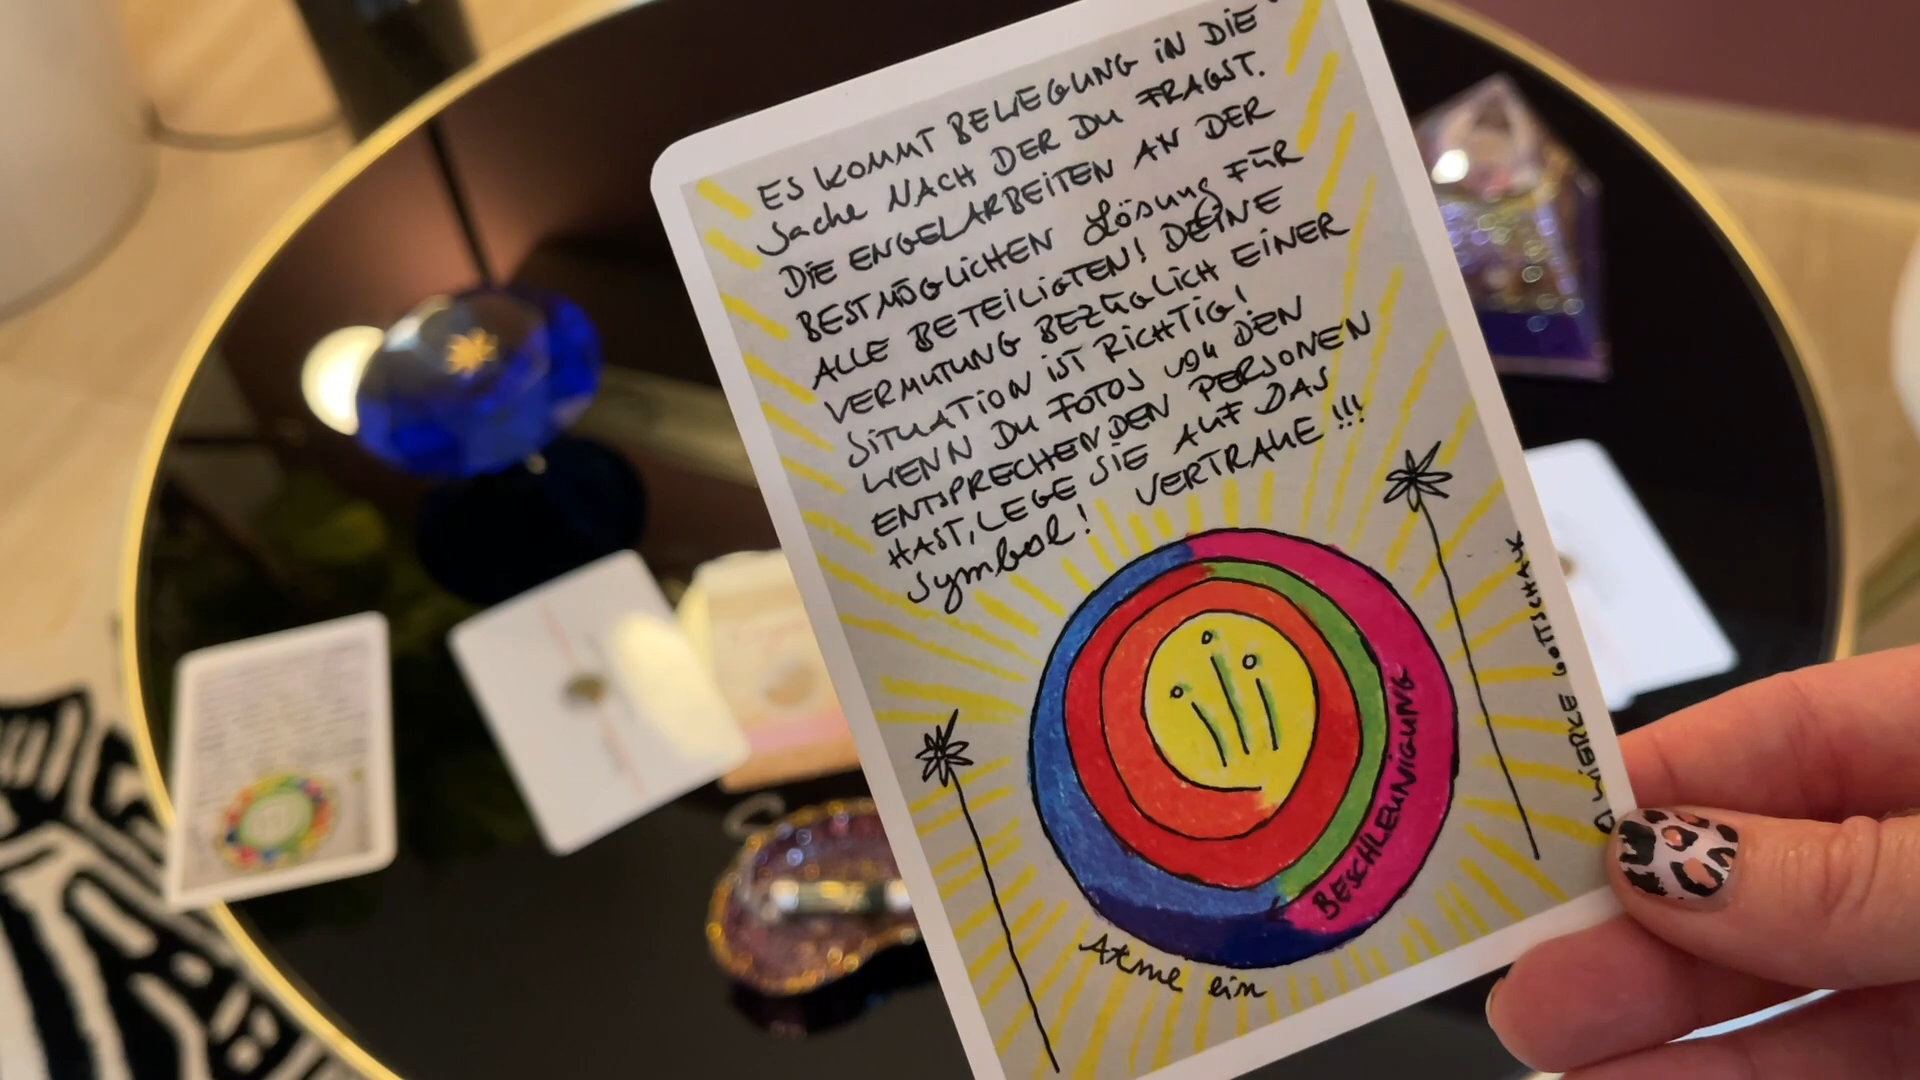 ES KOMMT BEWEGUNG IN DIE
Sache NACH DER DU FRAGST.
DIE ENGEL ARBEITEN AN DER
BESTMÖGLICHEN Lösung FÜR
ALLE BETEILIGTEN! DEINE
VERMUTUNG BEZÜGLICH EINER
SITUATION IST RICHTIG!
WENN DU FOTOS von DEN
ENTSPRECHENDEN PERSONEN
HAST, LEGE SIE AUF DAS
Symbol! VERTRAUE!!!
BESCHLEUNIGUNG
Atme ein
© WIEBKE GOTTSCHALK